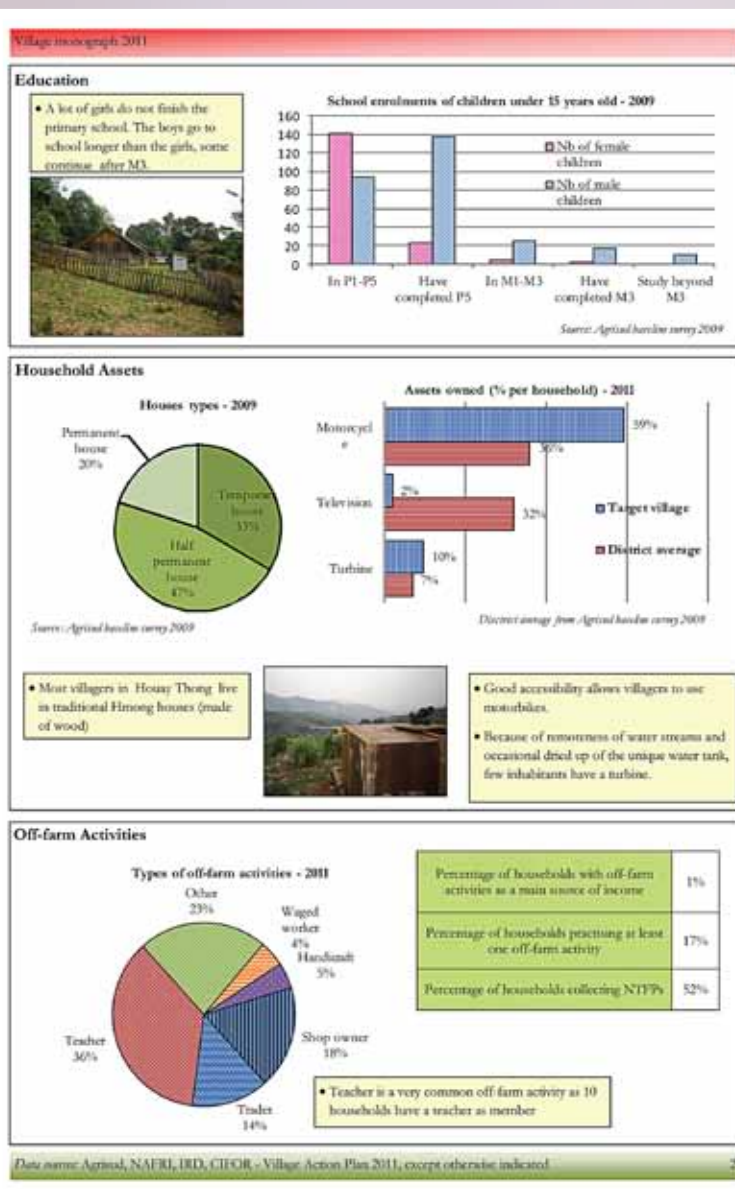 Village monograph 2011
Education
• A lot of girls do not finish the
primary school. The boys go to
school longer than the girls, some
continue after M3.
School enrolments of children under 15 years old - 2009
160
140
120
100
80
60
40
20
0
Nb of female
children
Nb of male
children
In P1-P5
Have
completed P5
In M1-M3
Have
completed M3
Study beyond
M3
Source: Agrisud baseline survey 2009
Household Assets
Houses types - 2009
Permanent
house
20%
Temporary
house
33%
Half
permanent
house
47%
Source: Agrisud baseline survey 2009
Assets owned (% per household) - 2011
Motorcycl
e
59%
36%
Television
2%
32%
Turbine
10%
7%
Target village
District average
District average from Agrisud baseline survey 2009
• Most villagers in Houay Thong live
in traditional Hmong houses (made
of wood)
• Good accessibility allows villagers to use
motorbikes.
• Because of remoteness of water streams and
occasional dried up of the unique water tank,
few inhabitants have a turbine.
Off-farm Activities
Types of off-farm activities - 2011
Other
23%
Waged
worker
4%
Handicraft
5%
Shop owner
18%
Trader
14%
Teacher
36%
Percentage of households with off-farm
activities as a main source of income
1%
Percentage of households practising at least
one off-farm activity
17%
Percentage of households collecting NTFPs
52%
• Teacher is a very common off farm activity as 10
households have a teacher as member
Data source: Agrisud, NAFRI, IRD, CIFOR - Village Action Plan 2011, except otherwise indicated
2